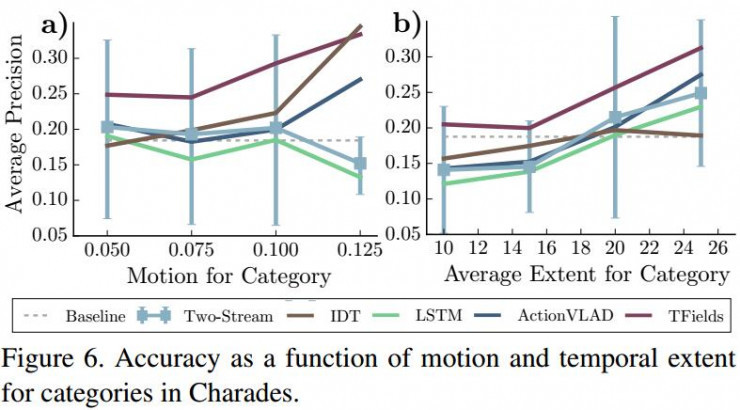 a)
b)
Average Precision
0.30
0.25
0.20
0.15
0.10
0.05
0.050 0.075 0.100 0.125
Motion for Category
0.30
0.25
0.20
0.15
0.10
0.05
10 12 14 16 18 20 22 24 26
Average Extent for Category
Baseline Two-Stream IDT LSTM ActionVLAD TFields
Figure 6. Accuracy as a function of motion and temporal extent
for categories in Charades.